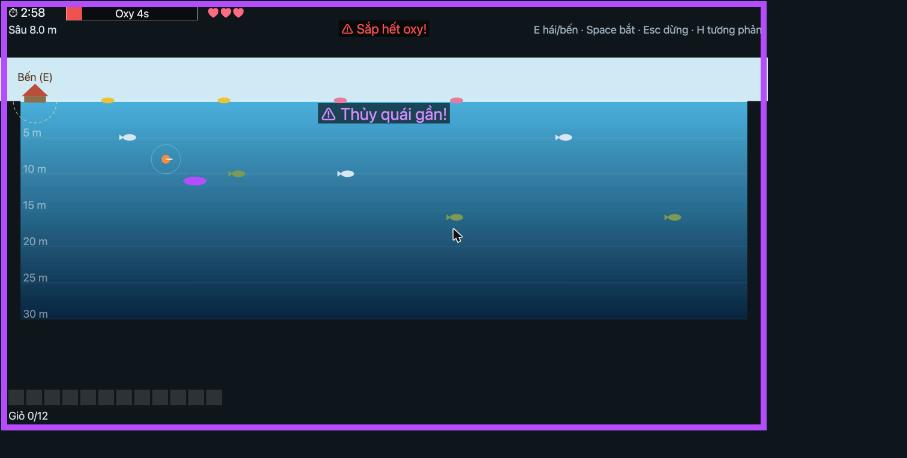 ⏱ 2:58
Oxy 4s
Sâu 8.0 m
⚠ Sắp hết oxy!
E hái/bến · Space bắt · Esc dừng · H tương phản
Bến (E)
⚠ Thủy quái gần!
5 m
10 m
15 m
20 m
25 m
30 m
Giỏ 0/12